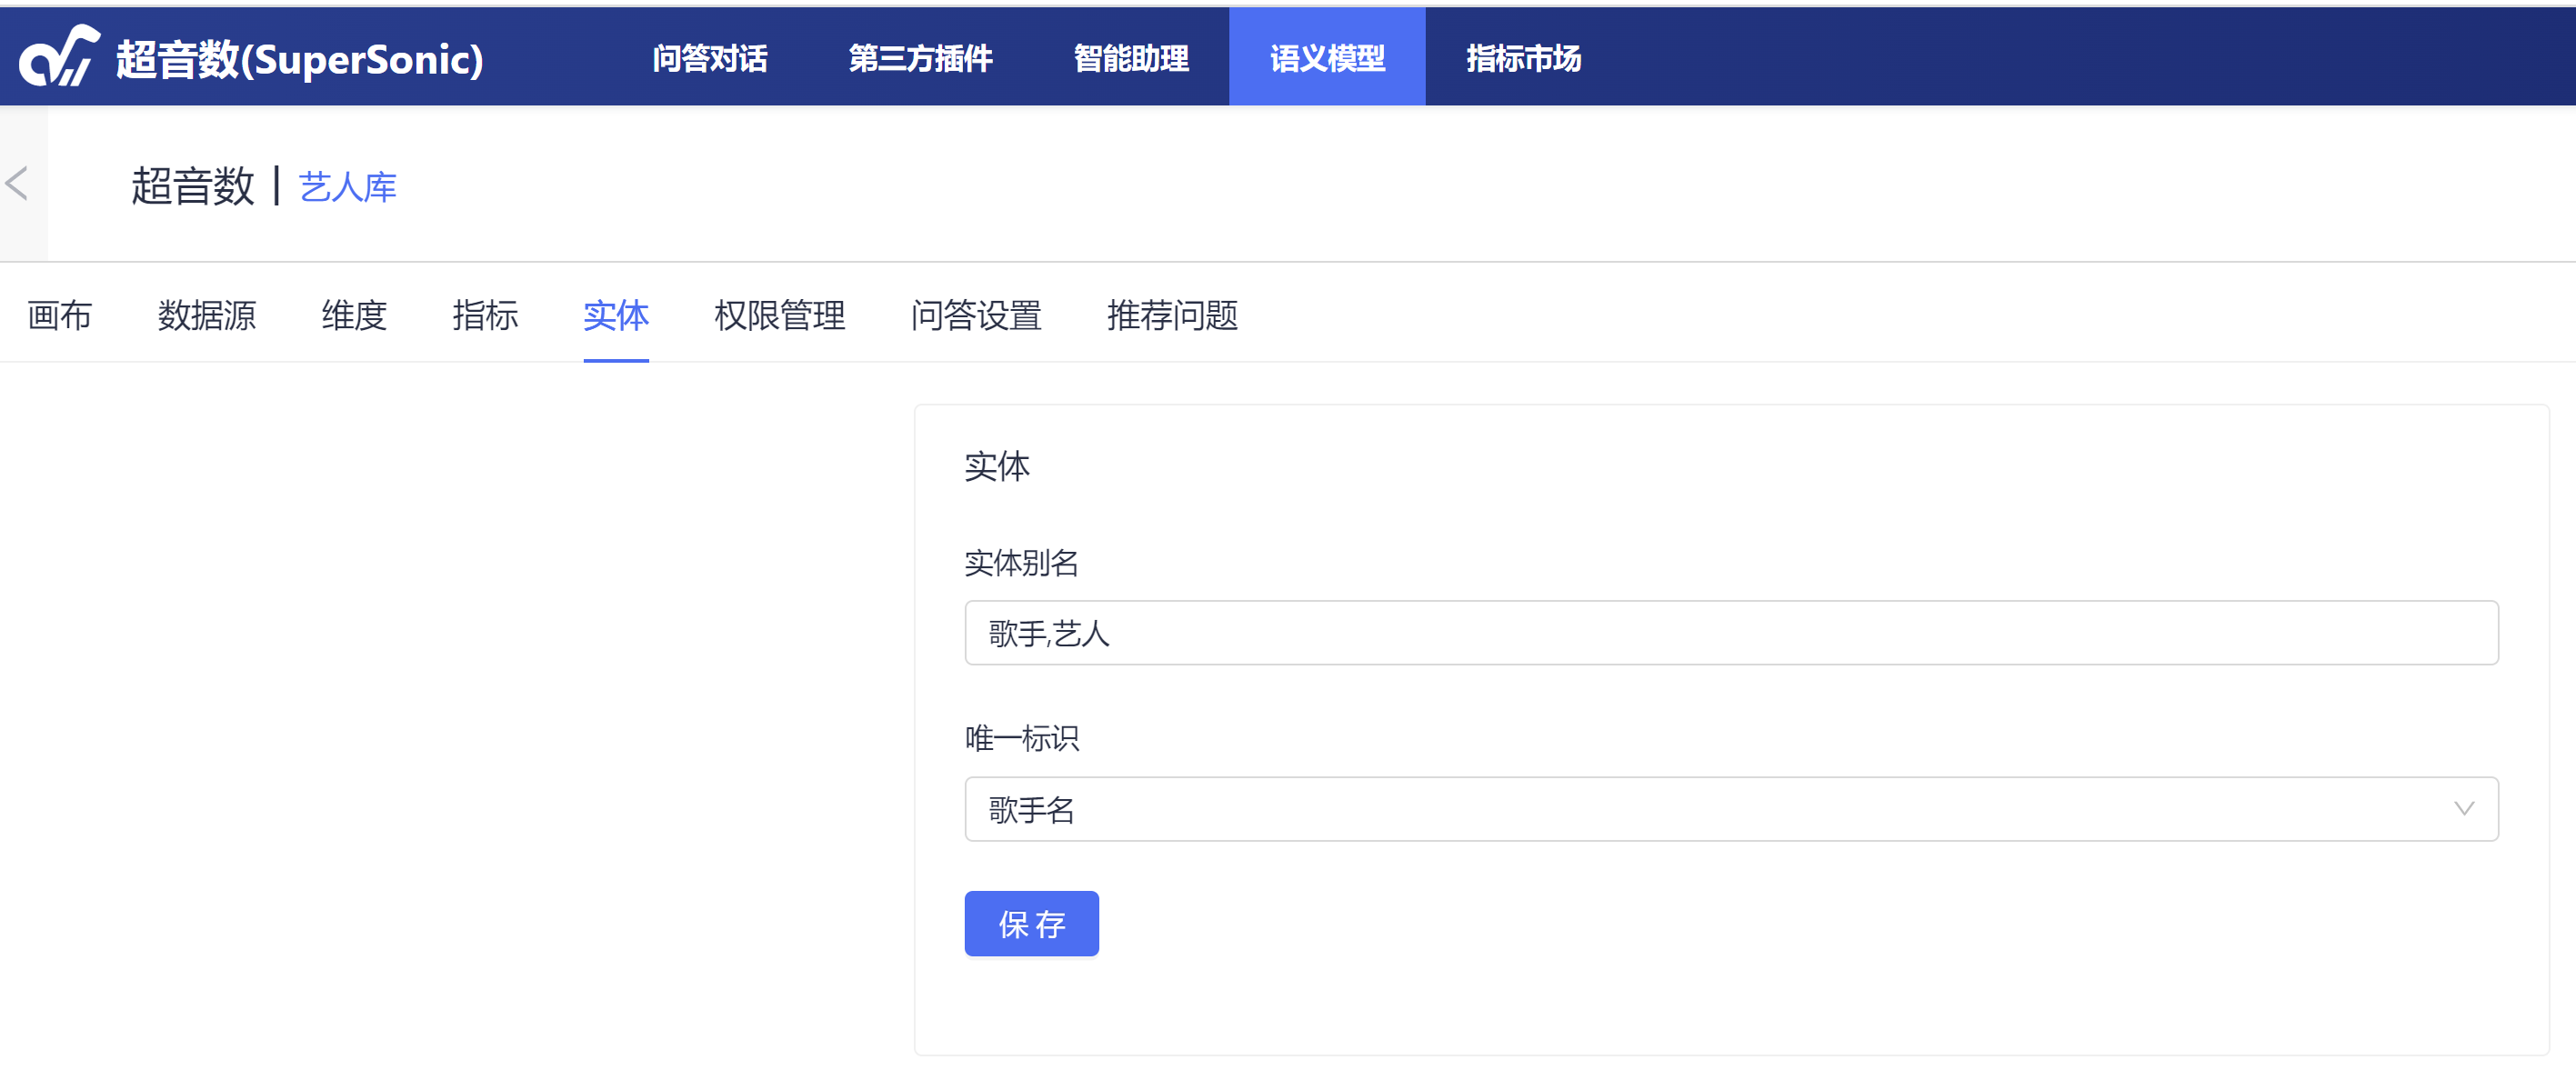 超音数(SuperSonic) 问答对话 第三方插件 智能助理 语义模型 指标市场
超音数 | 艺人库
画布 数据源 维度 指标 实体 权限管理 问答设置 推荐问题
实体
实体别名
歌手,艺人
唯一标识
歌手名
保存